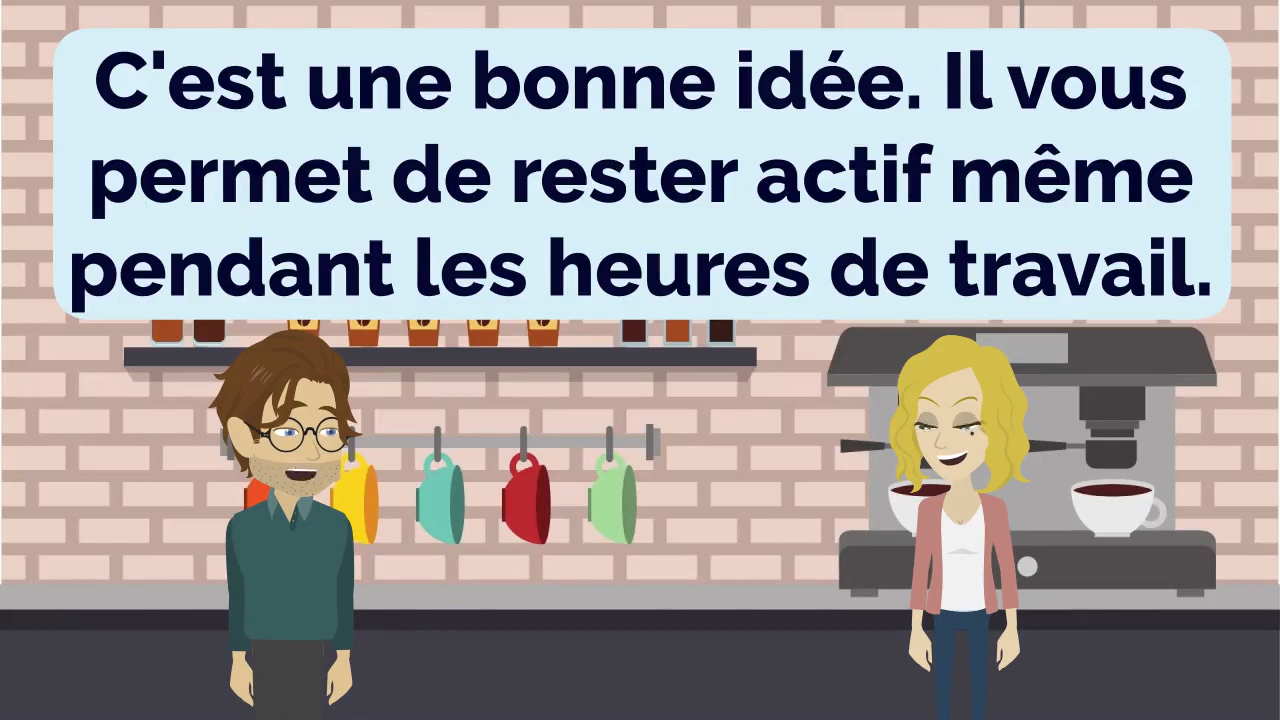 C'est une bonne idée. Il vous
permet de rester actif même
pendant les heures de travail.